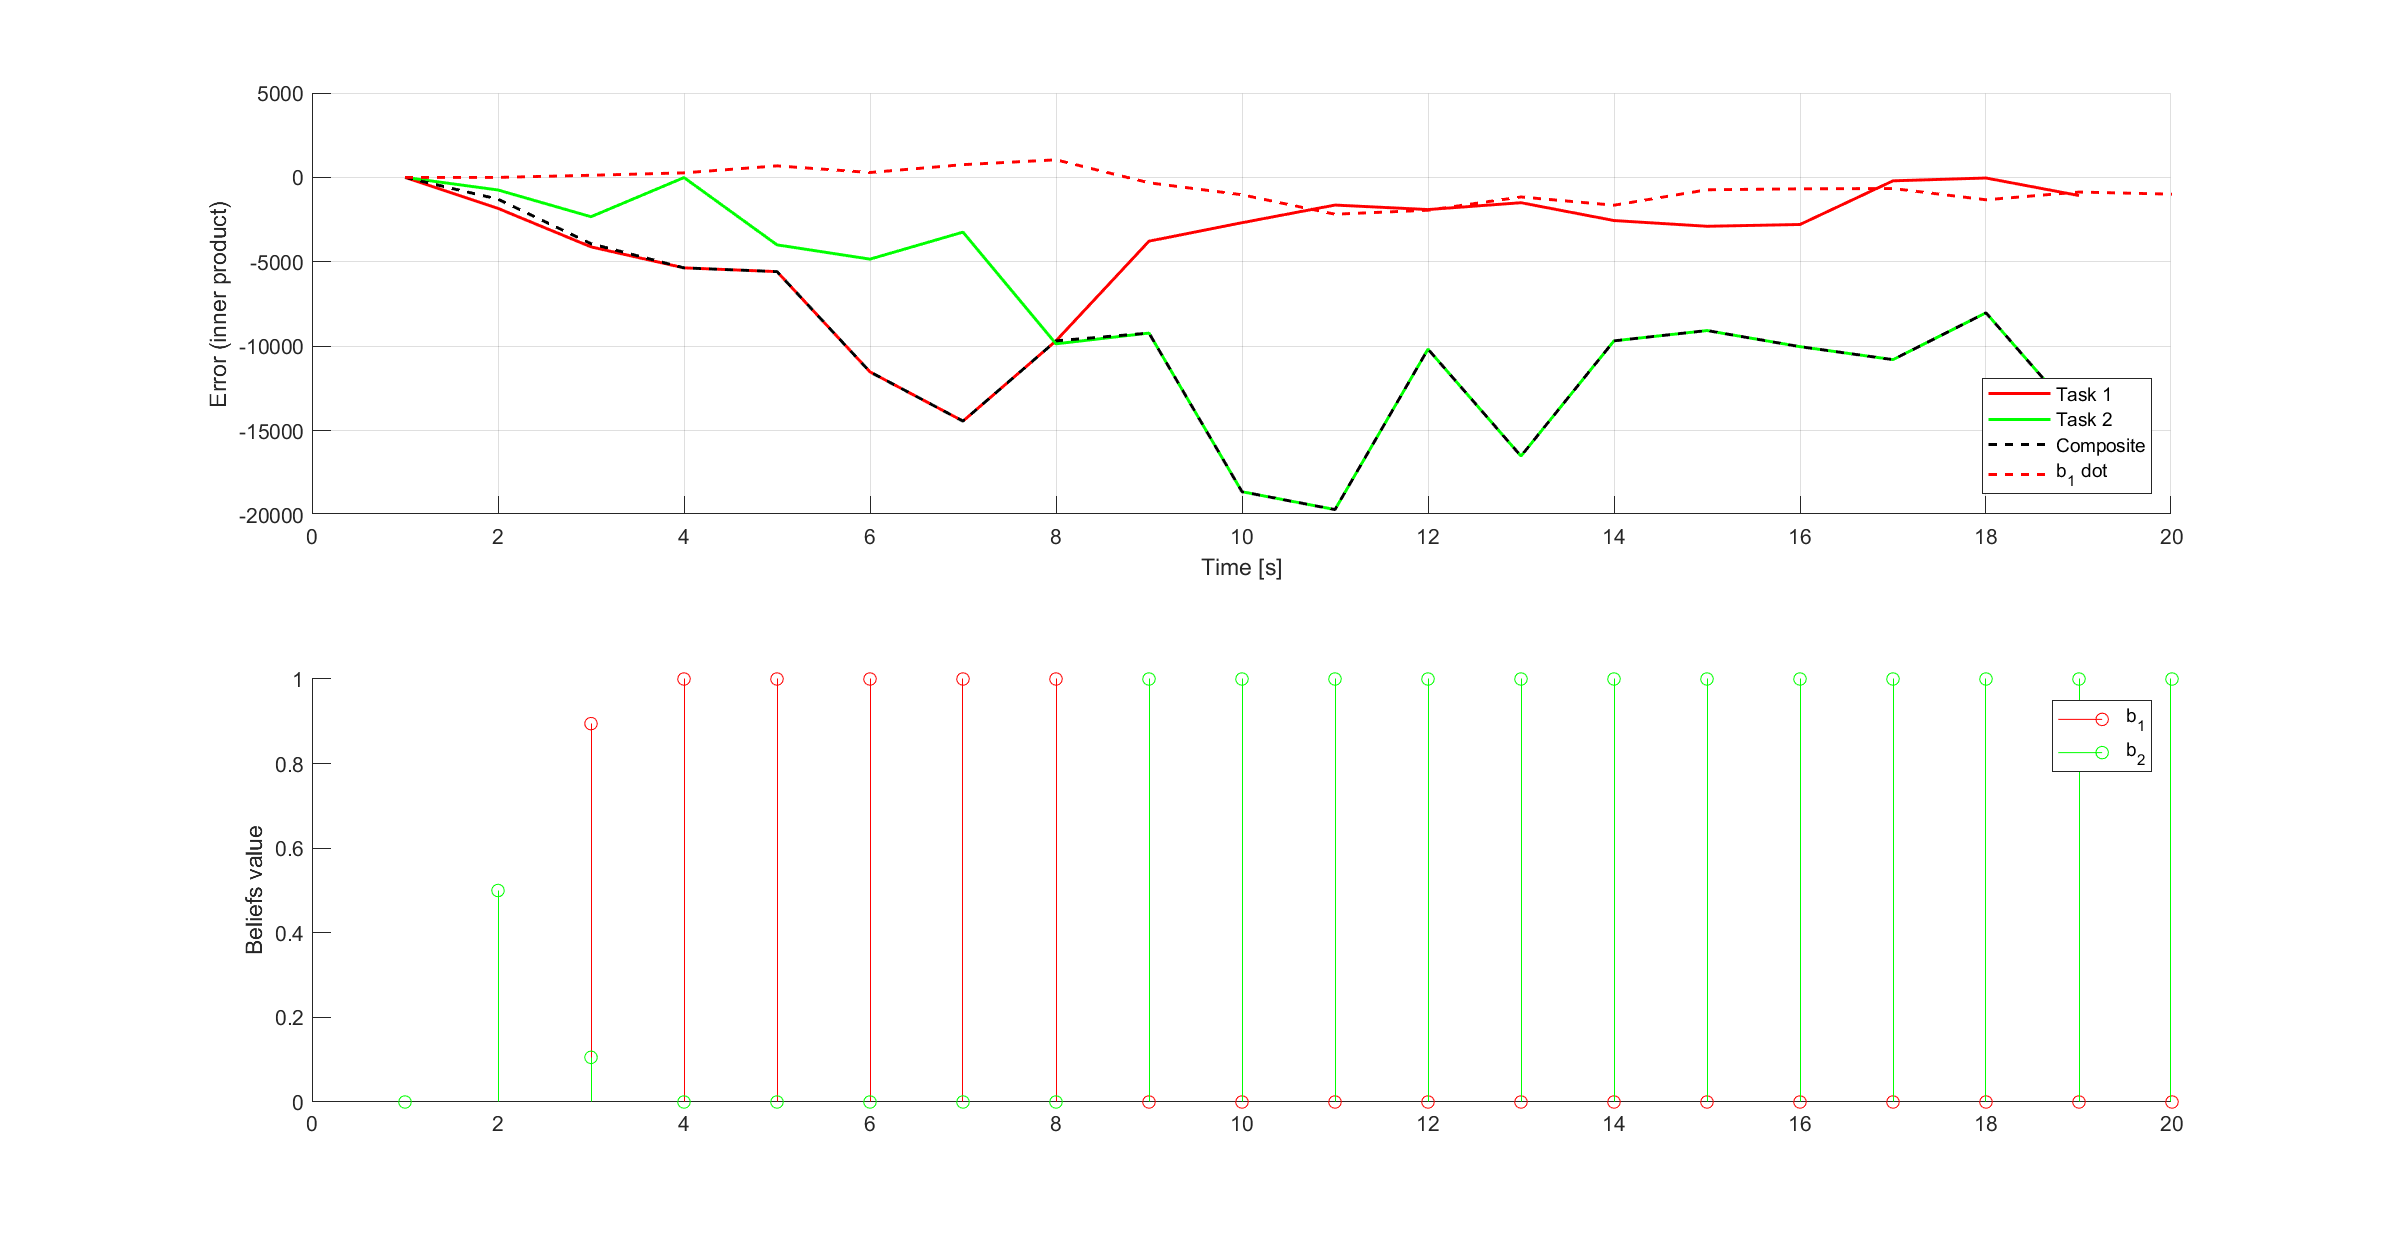 5000
0
-5000
-10000
-15000
-20000
Error (inner product)
0 2 4 6 8 10 12 14 16 18 20
Time [s]
Task 1
Task 2
Composite
b1 dot
1
0.8
0.6
0.4
0.2
0
Beliefs value
0 2 4 6 8 10 12 14 16 18 20
b1
b2